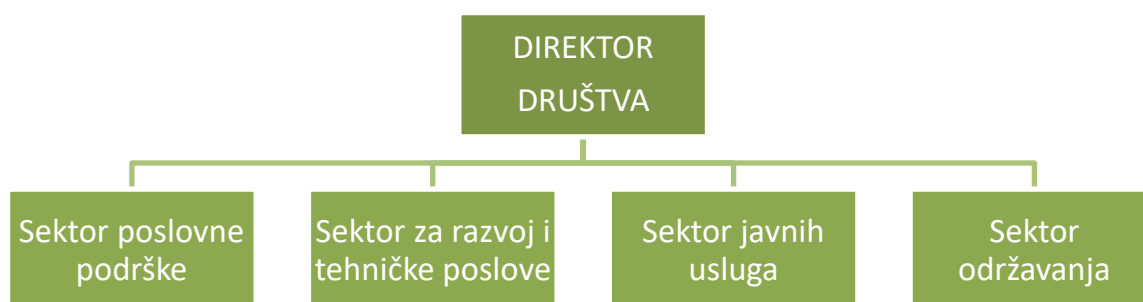 DIREKTOR
DRUŠTVA
Sektor poslovne
podrške
Sektor za razvoj i
tehničke poslove
Sektor javnih
usluga
Sektor
održavanja